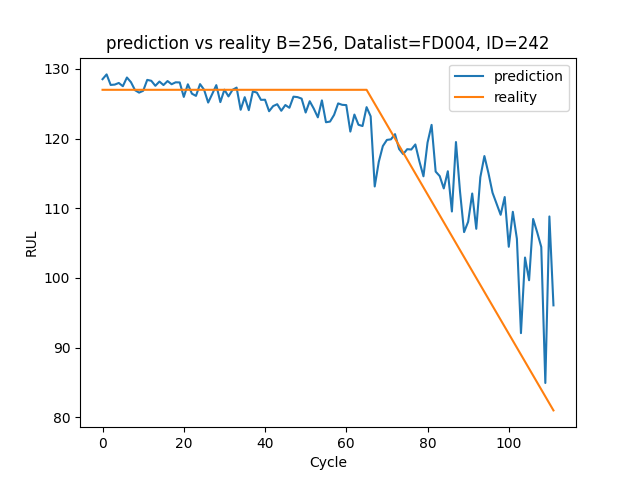 prediction vs reality B=256, Datalist=FD004, ID=242
prediction
reality
130
120
110
100
90
80
RUL
0 20 40 60 80 100
Cycle